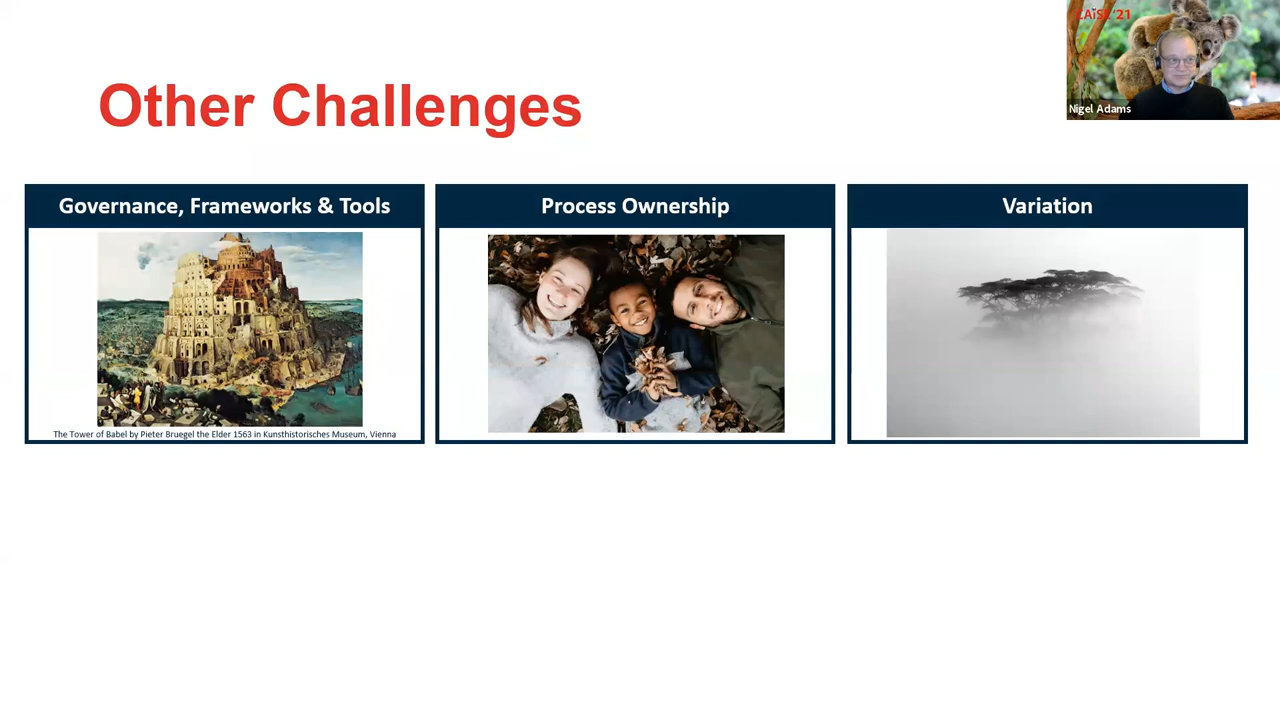 CAiSE'21
Nigel Adams
Other Challenges
Governance, Frameworks & Tools
Process Ownership
Variation
The Tower of Babel by Pieter Bruegel the Elder 1563 in Kunsthistorisches Museum, Vienna